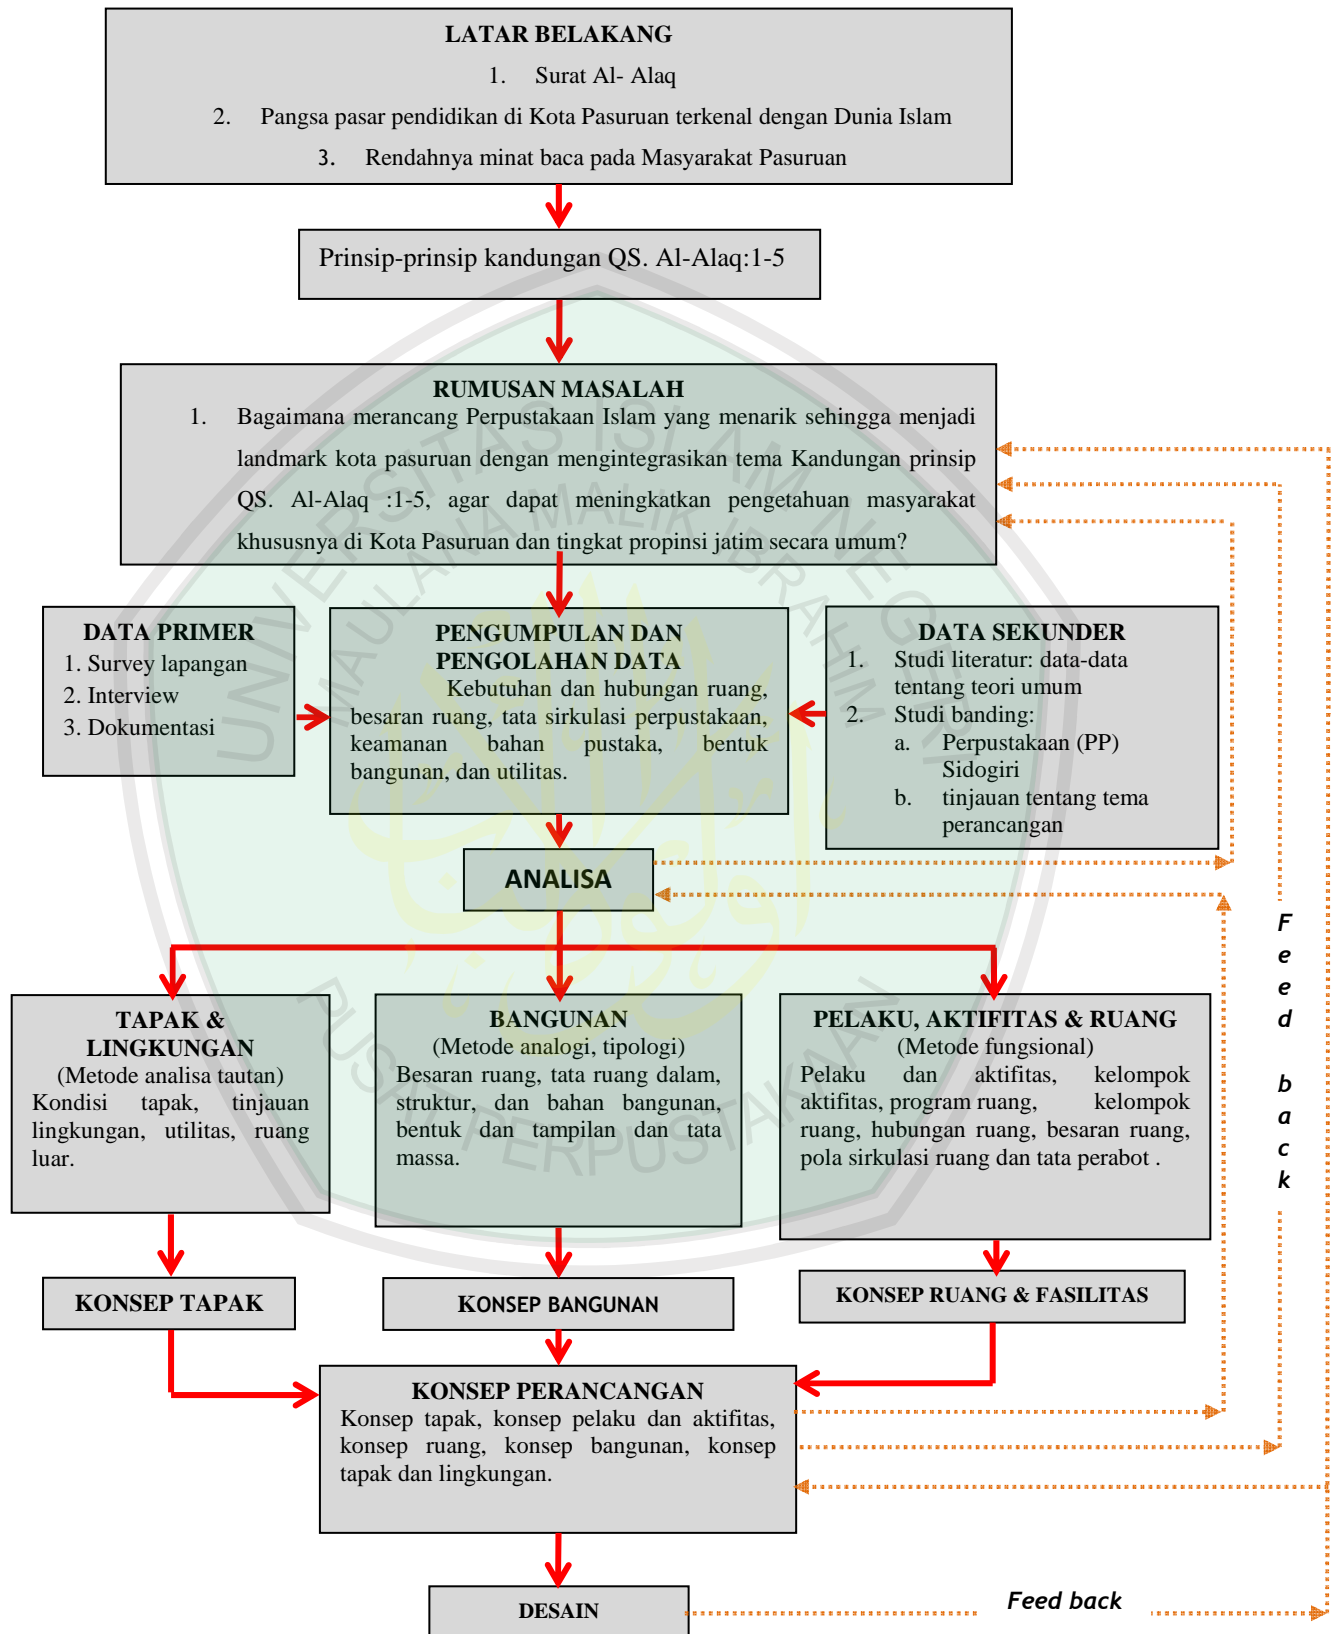 LATAR BELAKANG
1. Surat Al- Alaq
2. Pangsa pasar pendidikan di Kota Pasuruan terkenal dengan Dunia Islam
3. Rendahnya minat baca pada Masyarakat Pasuruan
Prinsip-prinsip kandungan QS. Al-Alaq:1-5
RUMUSAN MASALAH
1. Bagaimana merancang Perpustakaan Islam yang menarik sehingga menjadi
landmark kota pasuruan dengan mengintegrasikan tema Kandungan prinsip
QS. Al-Alaq :1-5, agar dapat meningkatkan pengetahuan masyarakat
khususnya di Kota Pasuruan dan tingkat propinsi jatim secara umum?
DATA PRIMER
1. Survey lapangan
2. Interview
3. Dokumentasi
PENGUMPULAN DAN
PENGOLAHAN DATA
Kebutuhan dan hubungan ruang,
besaran ruang, tata sirkulasi perpustakaan,
keamanan bahan pustaka, bentuk
bangunan, dan utilitas.
DATA SEKUNDER
1. Studi literatur: data-data
tentang teori umum
2. Studi banding:
a. Perpustakaan (PP)
Sidogiri
b. tinjauan tentang tema
perancangan
ANALISA
TAPAK &
LINGKUNGAN
(Metode analisa tautan)
Kondisi tapak, tinjauan
lingkungan, utilitas, ruang
luar.
BANGUNAN
(Metode analogi, tipologi)
Besaran ruang, tata ruang dalam,
struktur, dan bahan bangunan,
bentuk dan tampilan dan tata
massa.
PELAKU, AKTIFITAS & RUANG
(Metode fungsional)
Pelaku dan aktifitas, kelompok
aktifitas, program ruang, kelompok
ruang, hubungan ruang, besaran ruang,
pola sirkulasi ruang dan tata perabot .
Feed back
KONSEP TAPAK
KONSEP BANGUNAN
KONSEP RUANG & FASILITAS
KONSEP PERANCANGAN
Konsep tapak, konsep pelaku dan aktifitas,
konsep ruang, konsep bangunan, konsep
tapak dan lingkungan.
DESAIN
Feed back
UNIVERSITAS ISLAM NEGERI
MAULANA MALIK IBRAHIM
PUSAT PERPUSTAKAAN